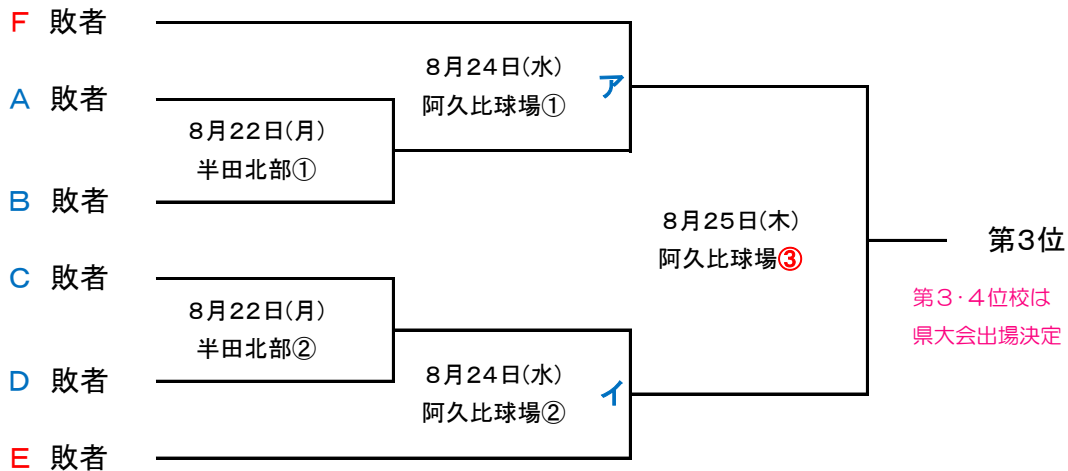 F 敗者
8月24日(水)
阿久比球場①
ア
A 敗者
8月22日(月)
半田北部①
B 敗者
8月25日(木)
阿久比球場③
第3位
第3・4位校は
県大会出場決定
C 敗者
8月22日(月)
半田北部②
D 敗者
8月24日(水)
阿久比球場②
イ
E 敗者